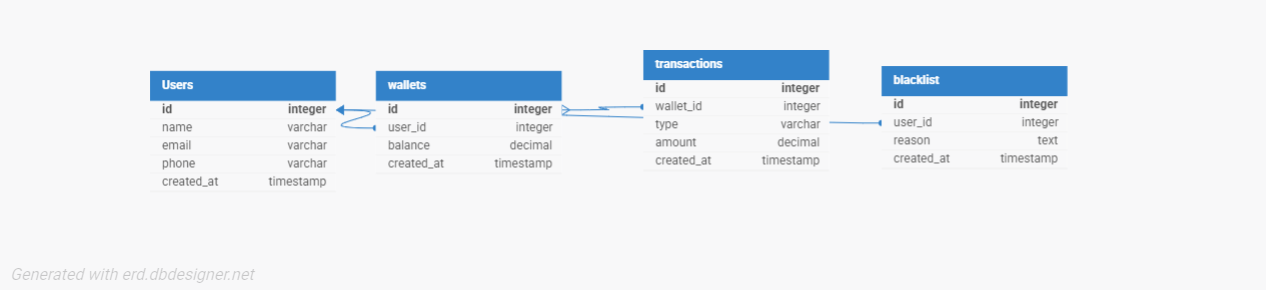 Users
id integer
name varchar
email varchar
phone varchar
created_at timestamp
wallets
id integer
user_id integer
balance decimal
created_at timestamp
transactions
id integer
wallet_id integer
type varchar
amount decimal
created_at timestamp
blacklist
id integer
user_id integer
reason text
created_at timestamp
Generated with erd.dbdesigner.net